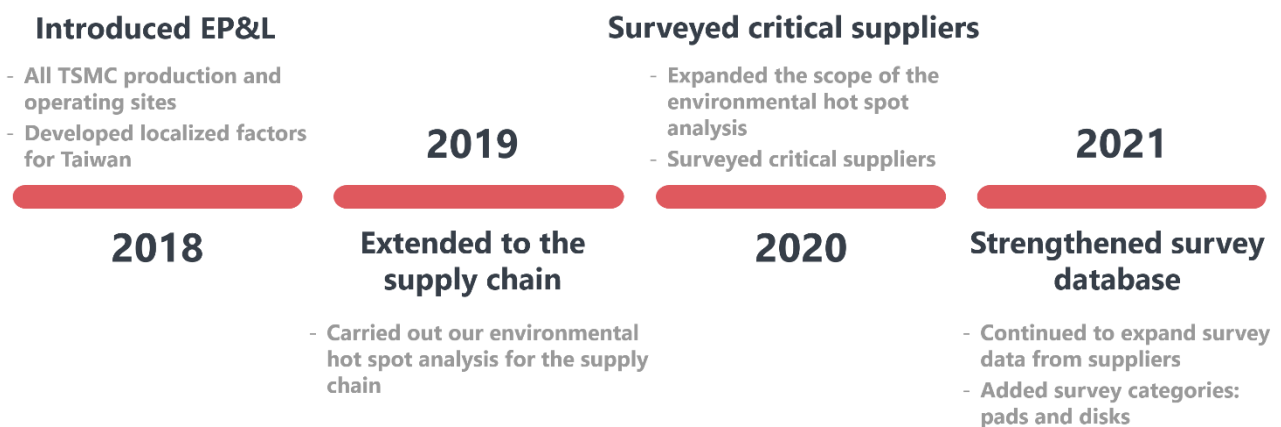 Introduced EP&L
- All TSMC production and
operating sites
- Developed localized factors
for Taiwan
2018
2019
Extended to the
supply chain
- Carried out our environmental
hot spot analysis for the supply
chain
Surveyed critical suppliers
- Expanded the scope of the
environmental hot spot
analysis
- Surveyed critical suppliers
2020
2021
Strengthened survey
database
- Continued to expand survey
data from suppliers
- Added survey categories:
pads and disks